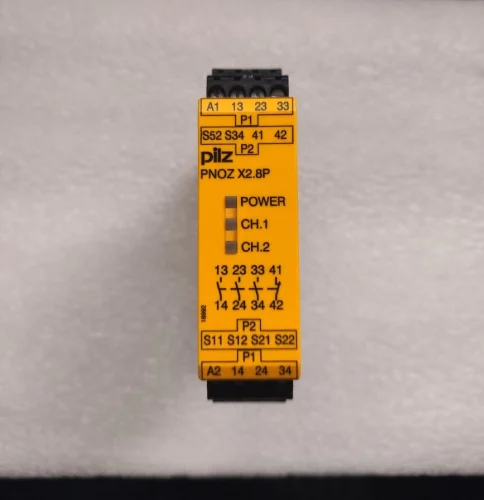 A1 13 23 33
P1
S52 S34 41 42
P2
pilz
PNOZ X2.8P
POWER
CH.1
CH.2
13 23 33 41
14 24 34 42
P2
S11 S12 S21 S22
P1
A2 14 24 34